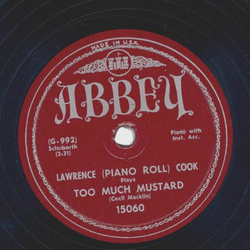 MADE IN U.S.A.
ABBEY
(G-992)
Schuberth
(2:31)
Piano with
Inst. Acc.
LAWRENCE (PIANO ROLL) COOK
Plays
TOO MUCH MUSTARD
(Cecil Macklin)
15060